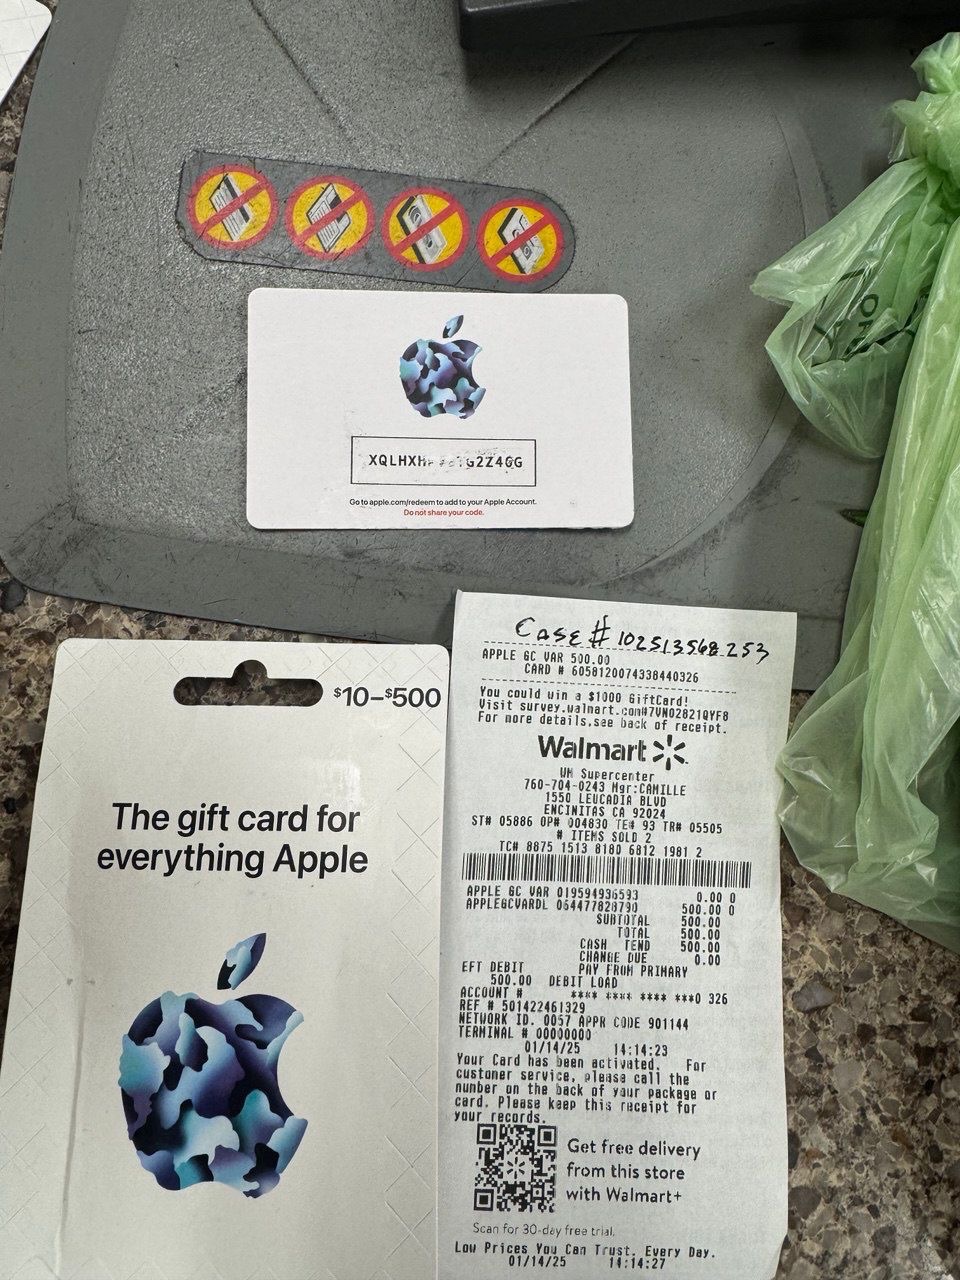 Go to apple.com/redeem to add to your Apple Account.
Do not share your code.
Case # 102513568253
APPLE GC VAR 500.00
CARD # 6058120074338440326
You could win a $1000 GiftCard!
Visit survey.walmart.com#7VN02821QYF8
For more details,see back of receipt.
Walmart
WM Supercenter
760-704-0243 Mgr:CAMILLE
1550 LEUCADIA BLVD
ENCINITAS CA 92024
ST# 05886 OP# 004830 TE# 93 TR# 05505
# ITEMS SOLD 2
TC# 8875 1513 8180 6812 1981 2
APPLE GC VAR 019594936593 0.00 O
APPLEGCVARDL 064477828790 500.00 O
SUBTOTAL 500.00
TOTAL 500.00
CASH TEND 500.00
CHANGE DUE 0.00
EFT DEBIT PAY FROM PRIMARY
500.00 DEBIT LOAD
ACCOUNT # **** **** **** ***0 326
REF # 501422461329
NETWORK ID. 0057 APPR CODE 901144
TERMINAL # 00000000
01/14/25 14:14:23
Your Card has been activated. For
customer service, please call the
number on the back of your package or
card. Please keep this receipt for
your records.
Get free delivery
from this store
with Walmart+
Scan for 30-day free trial.
Low Prices You Can Trust. Every Day.
01/14/25 14:14:27
$10–$500
The gift card for
everything Apple